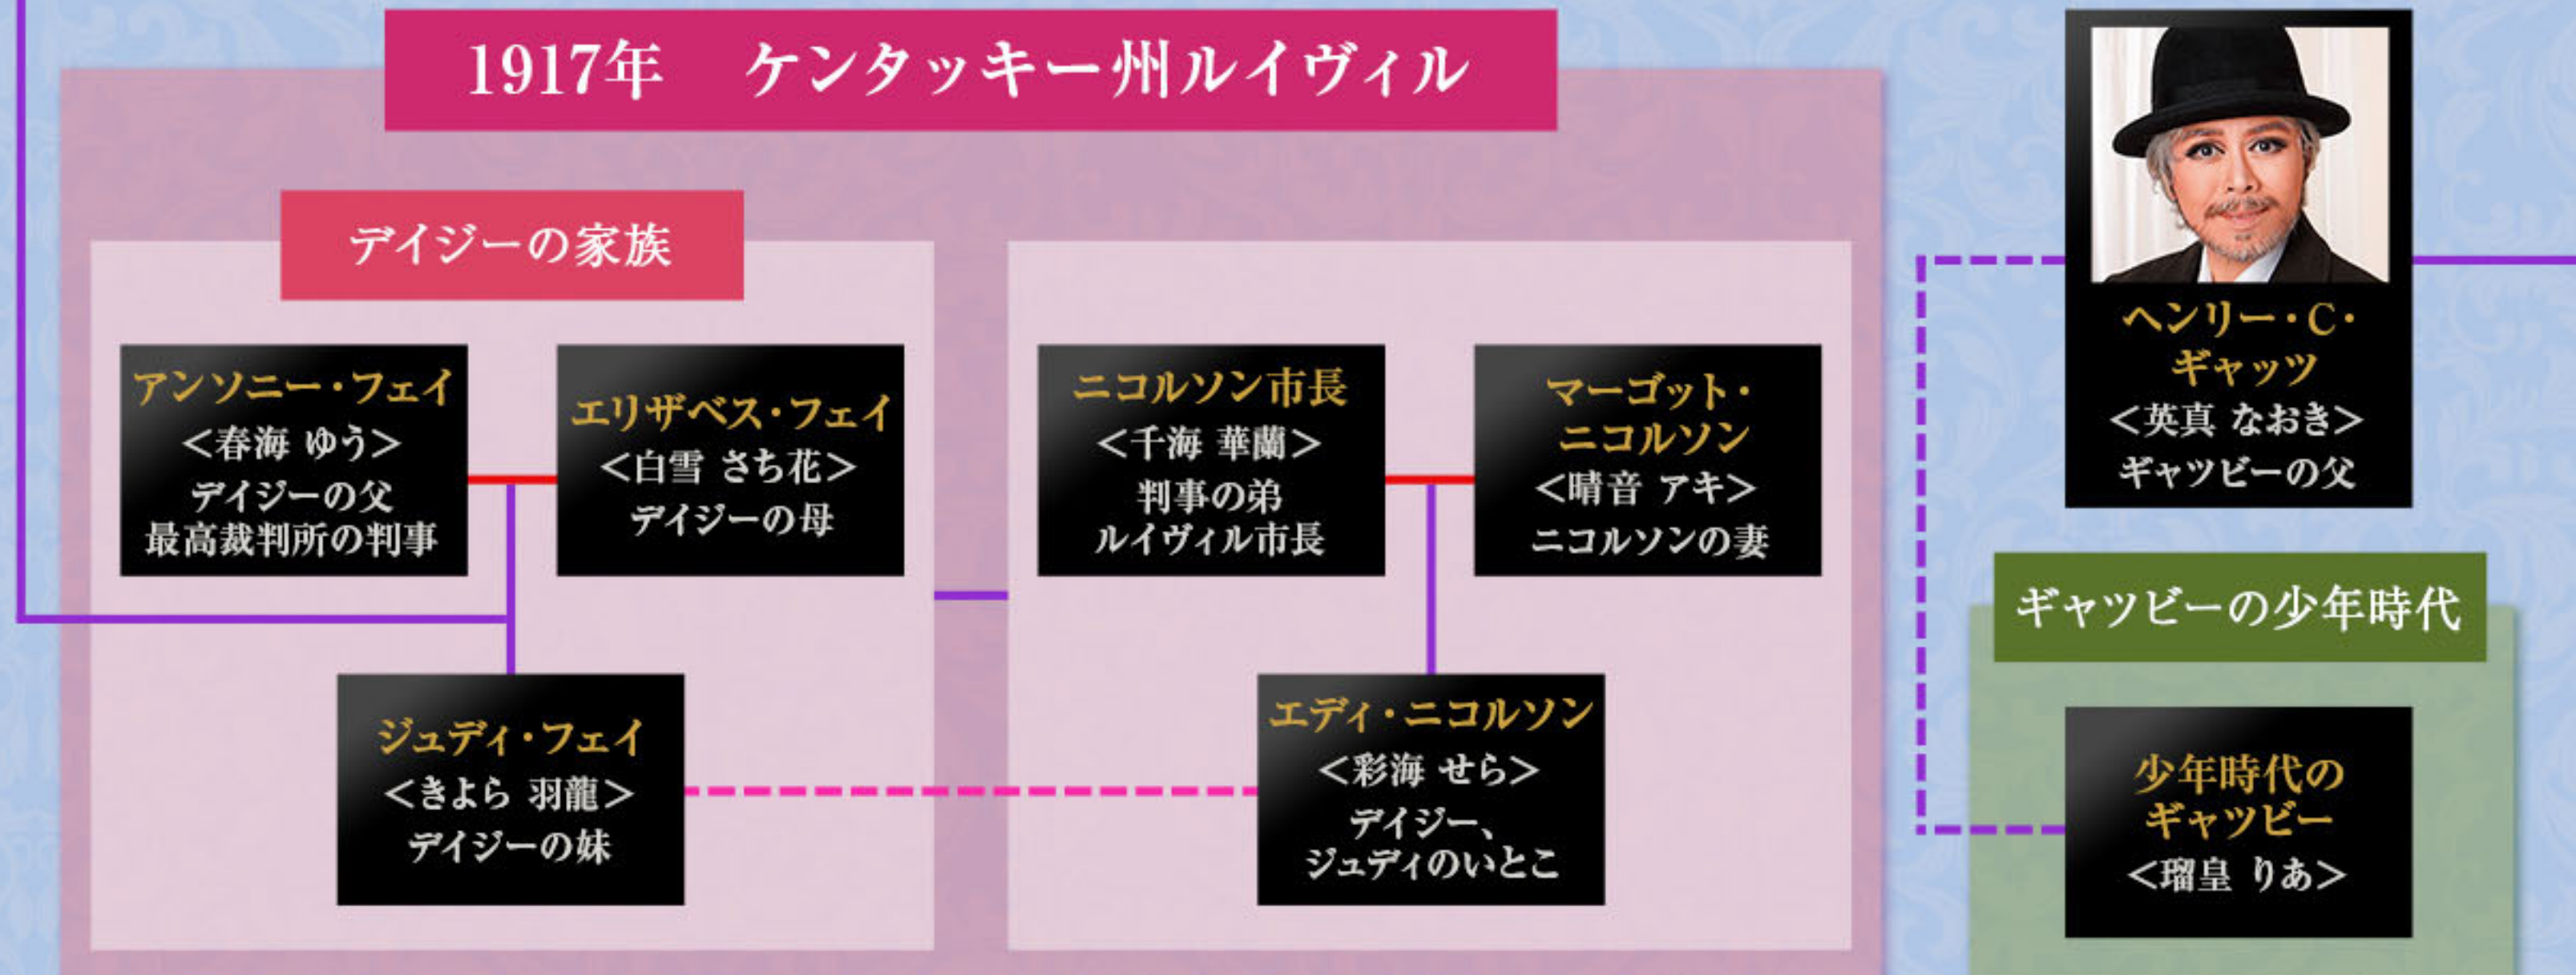 1917年　ケンタッキー州ルイヴィル
デイジーの家族
アンソニー・フェイ
＜春海 ゆう＞
デイジーの父
最高裁判所の判事
エリザベス・フェイ
＜白雪 さち花＞
デイジーの母
ジュディ・フェイ
＜きよら 羽龍＞
デイジーの妹
ニコルソン市長
＜千海 華蘭＞
判事の弟
ルイヴィル市長
マーゴット・
ニコルソン
＜晴音 アキ＞
ニコルソンの妻
エディ・ニコルソン
＜彩海 せら＞
デイジー、
ジュディのいとこ
ヘンリー・C・
ギャッツ
＜英真 なおき＞
ギャツビーの父
ギャツビーの少年時代
少年時代の
ギャツビー
＜瑠皇 りあ＞